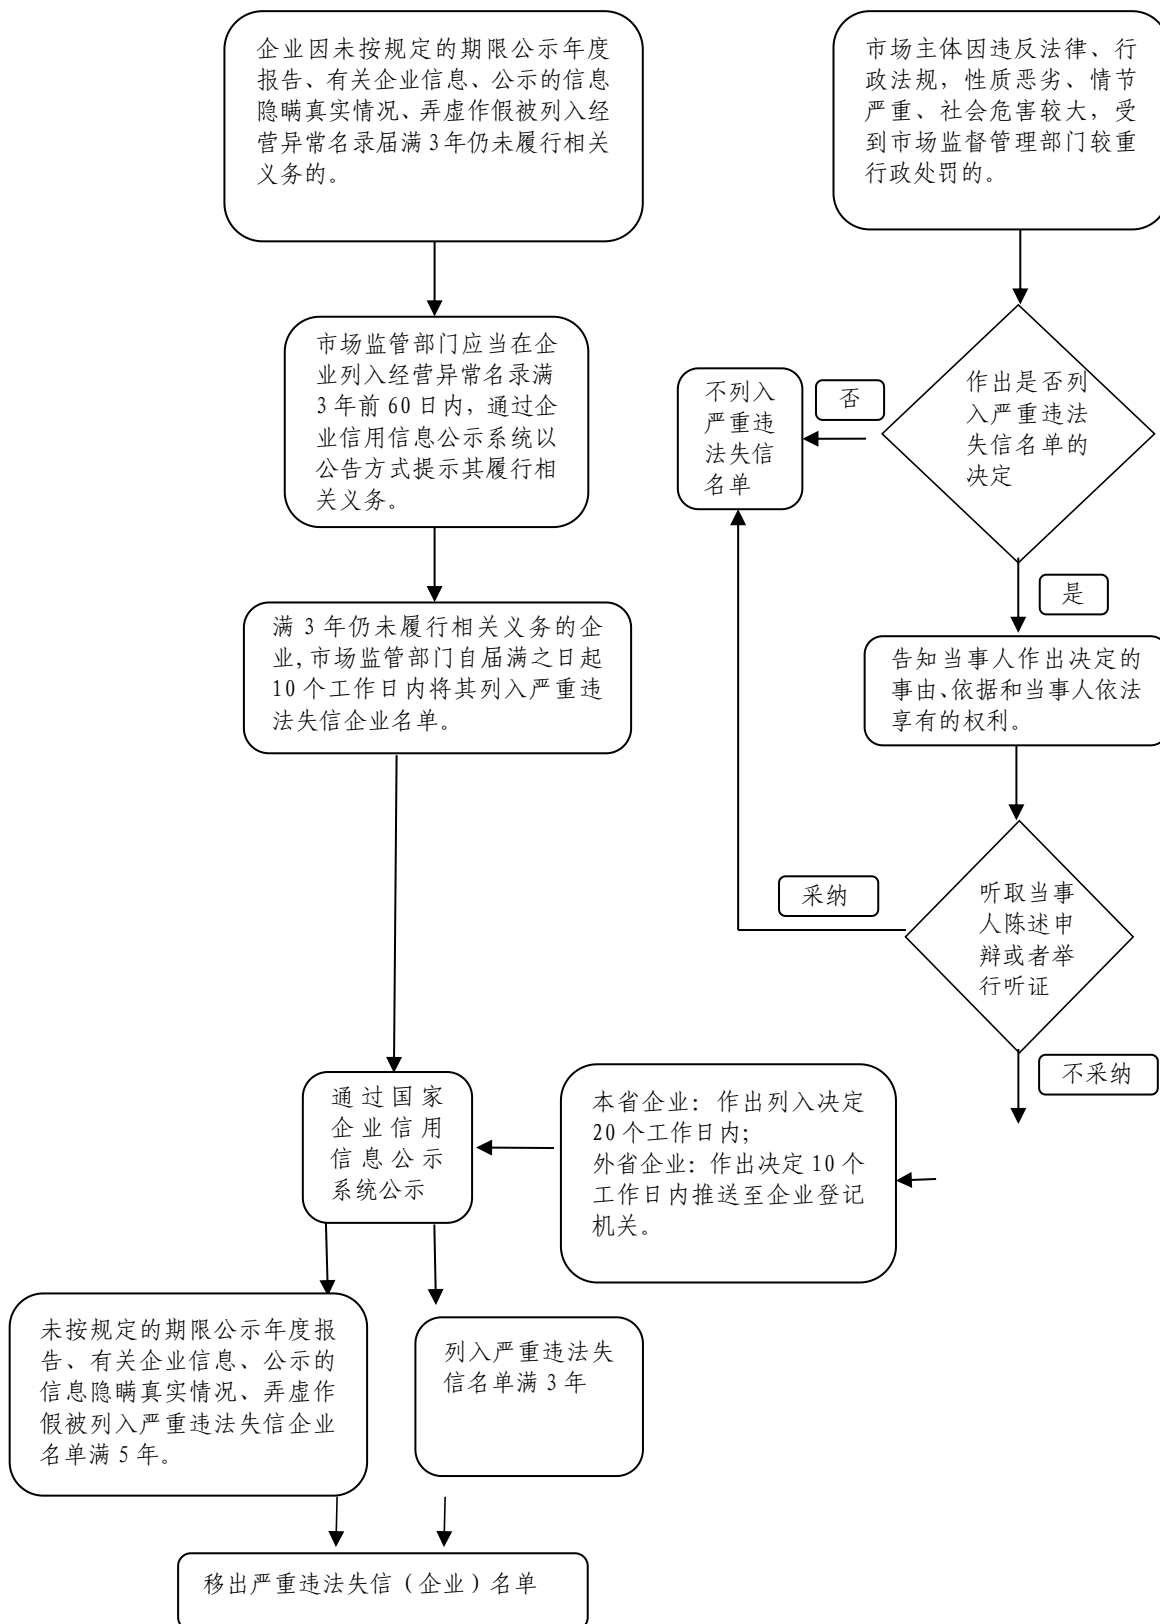 企业因未按规定的期限公示年度
报告、有关企业信息、公示的信息
隐瞒真实情况、弄虚作假被列入经
营异常名录届满 3 年仍未履行相关
义务的。
市场主体因违反法律、行
政法规，性质恶劣、情节
严重、社会危害较大，受
到市场监督管理部门较重
行政处罚的。
市场监管部门应当在企
业列入经营异常名录满
3 年前 60 日内，通过企
业信用信息公示系统以
公告方式提示其履行相
关义务。
不列入
严重违
法失信
名单
否
作出是否列
入严重违法
失信名单的
决定
是
满 3 年仍未履行相关义务的企
业,市场监管部门自届满之日起
10 个工作日内将其列入严重违
法失信企业名单。
告知当事人作出决定的
事由、依据和当事人依法
享有的权利。
采纳
听取当事
人陈述申
辩或者举
行听证
不采纳
通过国家
企业信用
信息公示
系统公示
本省企业：作出列入决定
20 个工作日内；
外省企业：作出决定 10 个
工作日内推送至企业登记
机关。
未按规定的期限公示年度报
告、有关企业信息、公示的
信息隐瞒真实情况、弄虚作
假被列入严重违法失信企业
名单满 5 年。
列入严重违法失
信名单满 3 年
移出严重违法失信（企业）名单